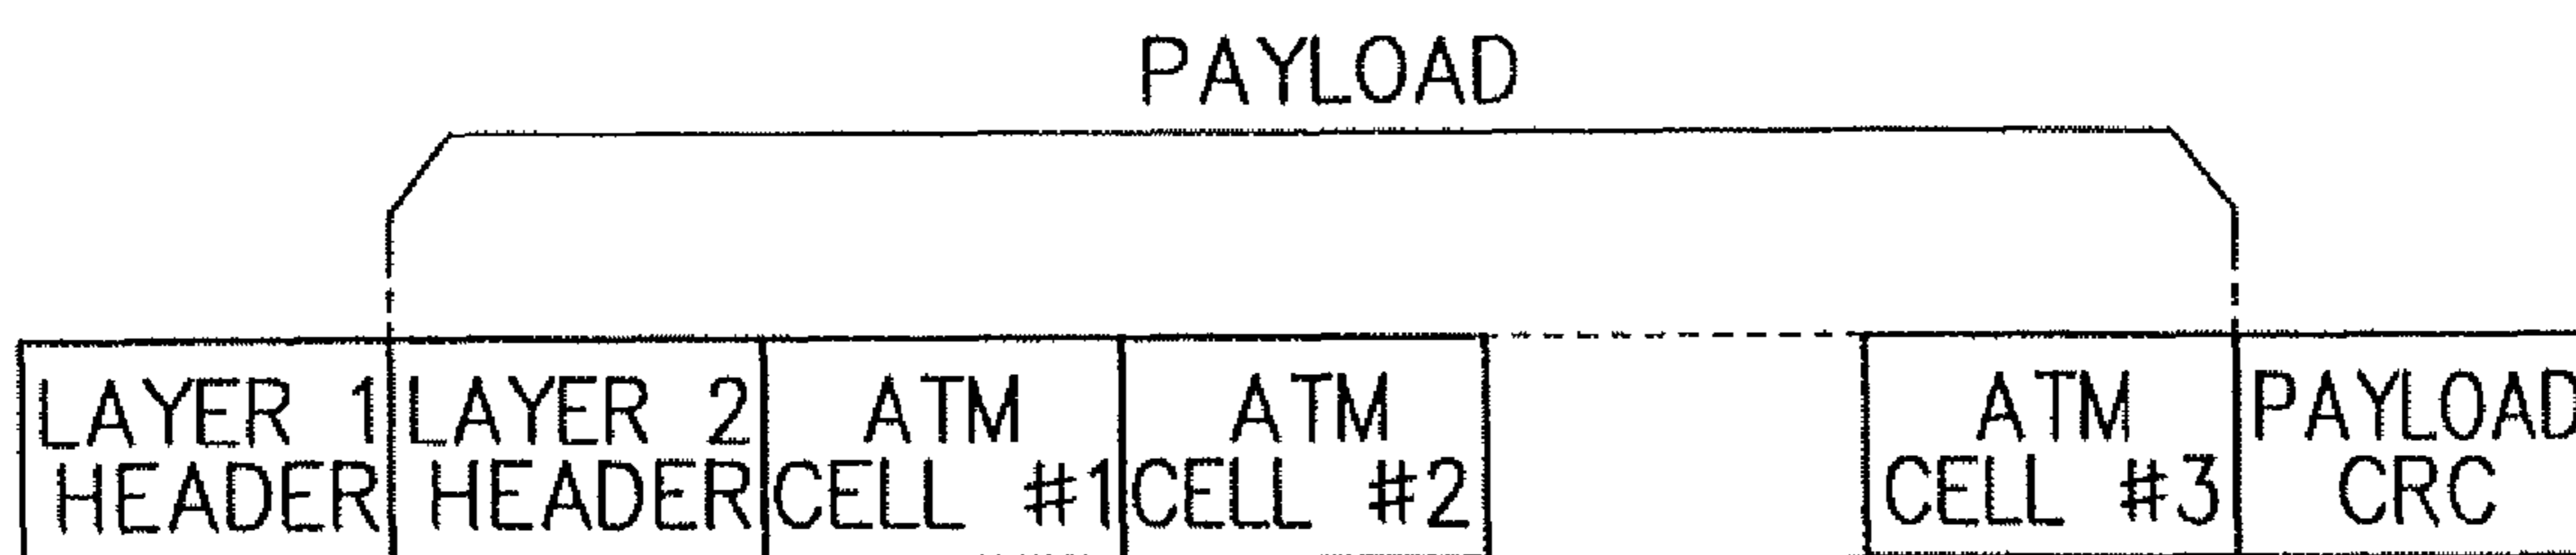 PAYLOAD
LAYER 1 LAYER 2 ATM ATM ATM PAYLOAD
HEADER HEADER CELL #1 CELL #2 CELL #3 CRC